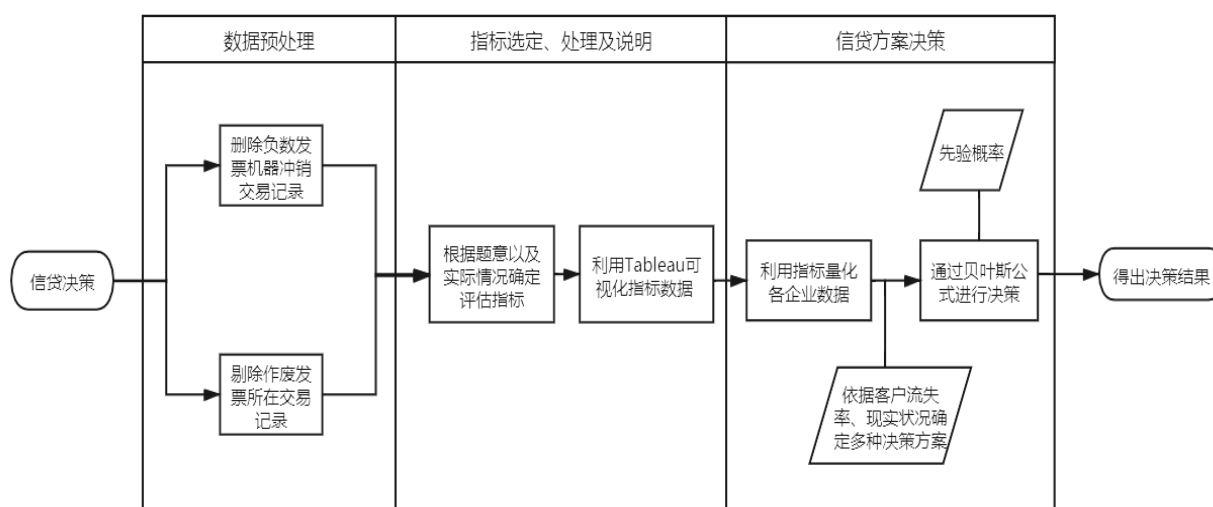 数据预处理
指标选定、处理及说明
信贷方案决策
信贷决策
删除负数发
票机器冲销
交易记录
剔除作废发
票所在交易
记录
根据题意以及
实际情况确定
评估指标
利用Tableau可
视化指标数据
利用指标量化
各企业数据
依据客户流失
率、现实状况确
定多种决策方案
先验概率
通过贝叶斯公
式进行决策
得出决策结果